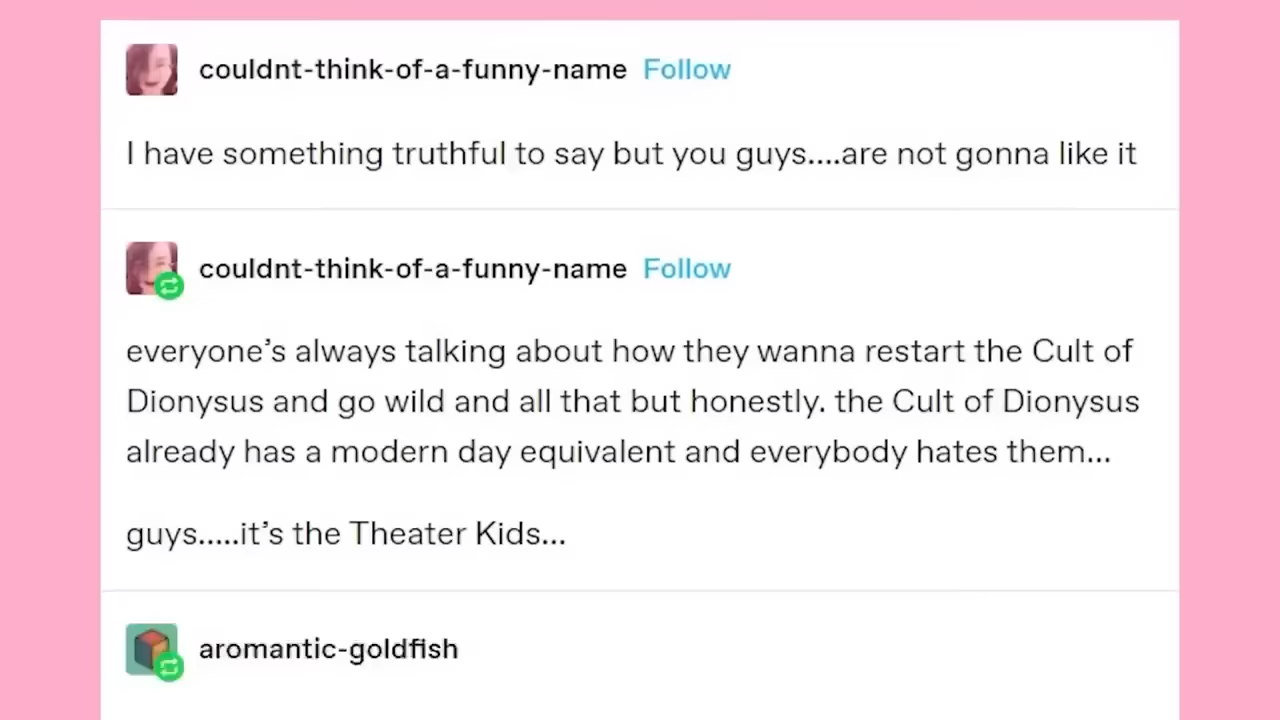 couldnt-think-of-a-funny-name Follow
I have something truthful to say but you guys....are not gonna like it
couldnt-think-of-a-funny-name Follow
everyone’s always talking about how they wanna restart the Cult of
Dionysus and go wild and all that but honestly. the Cult of Dionysus
already has a modern day equivalent and everybody hates them...
guys.....it’s the Theater Kids...
aromantic-goldfish